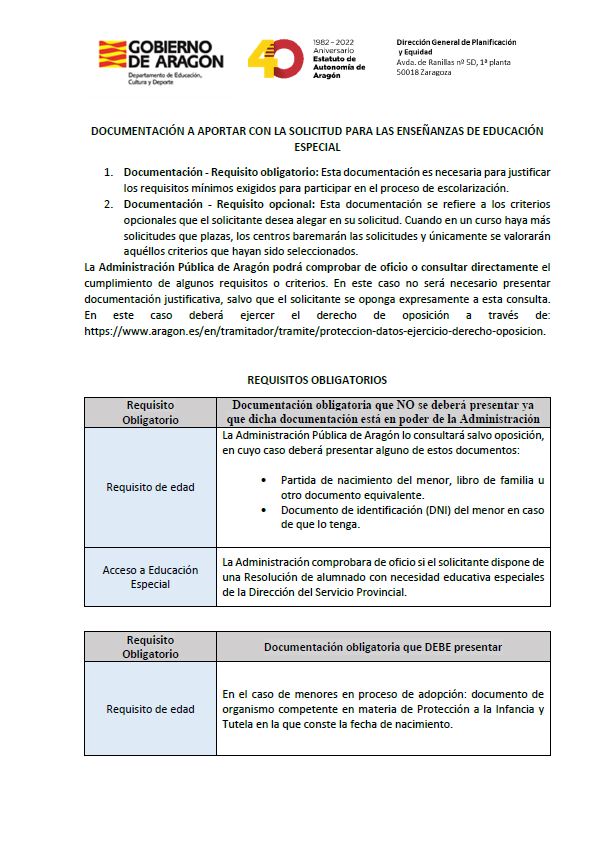 GOBIERNO
DE ARAGON
Departamento de Educación,
Cultura y Deporte
40
1982 – 2022
Aniversario
Estatuto de
Autonomía de
Aragón
Dirección General de Planificación
y Equidad
Avda. de Ranillas nº 5D, 1ª planta
50018 Zaragoza
DOCUMENTACIÓN A APORTAR CON LA SOLICITUD PARA LAS ENSEÑANZAS DE EDUCACIÓN
ESPECIAL
1. Documentación - Requisito obligatorio: Esta documentación es necesaria para justificar
los requisitos mínimos exigidos para participar en el proceso de escolarización.
2. Documentación - Requisito opcional: Esta documentación se refiere a los criterios
opcionales que el solicitante desea alegar en su solicitud. Cuando en un curso haya más
solicitudes que plazas, los centros baremarán las solicitudes y únicamente se valorarán
aquéllos criterios que hayan sido seleccionados.
La Administración Pública de Aragón podrá comprobar de oficio o consultar directamente el
cumplimiento de algunos requisitos o criterios. En este caso no será necesario presentar
documentación justificativa, salvo que el solicitante se oponga expresamente a esta consulta.
En este caso deberá ejercer el derecho de oposición a través de:
https://www.aragon.es/en/tramitador/tramite/proteccion-datos-ejercicio-derecho-oposicion.
REQUISITOS OBLIGATORIOS
Requisito
Obligatorio
Documentación obligatoria que NO se deberá presentar ya
que dicha documentación está en poder de la Administración
Requisito de edad
La Administración Pública de Aragón lo consultará salvo oposición,
en cuyo caso deberá presentar alguno de estos documentos:
• Partida de nacimiento del menor, libro de familia u
otro documento equivalente.
• Documento de identificación (DNI) del menor en caso
de que lo tenga.
Acceso a Educación
Especial
La Administración comprobara de oficio si el solicitante dispone de
una Resolución de alumnado con necesidad educativa especiales
de la Dirección del Servicio Provincial.
Requisito
Obligatorio
Documentación obligatoria que DEBE presentar
Requisito de edad
En el caso de menores en proceso de adopción: documento de
organismo competente en materia de Protección a la Infancia y
Tutela en la que conste la fecha de nacimiento.